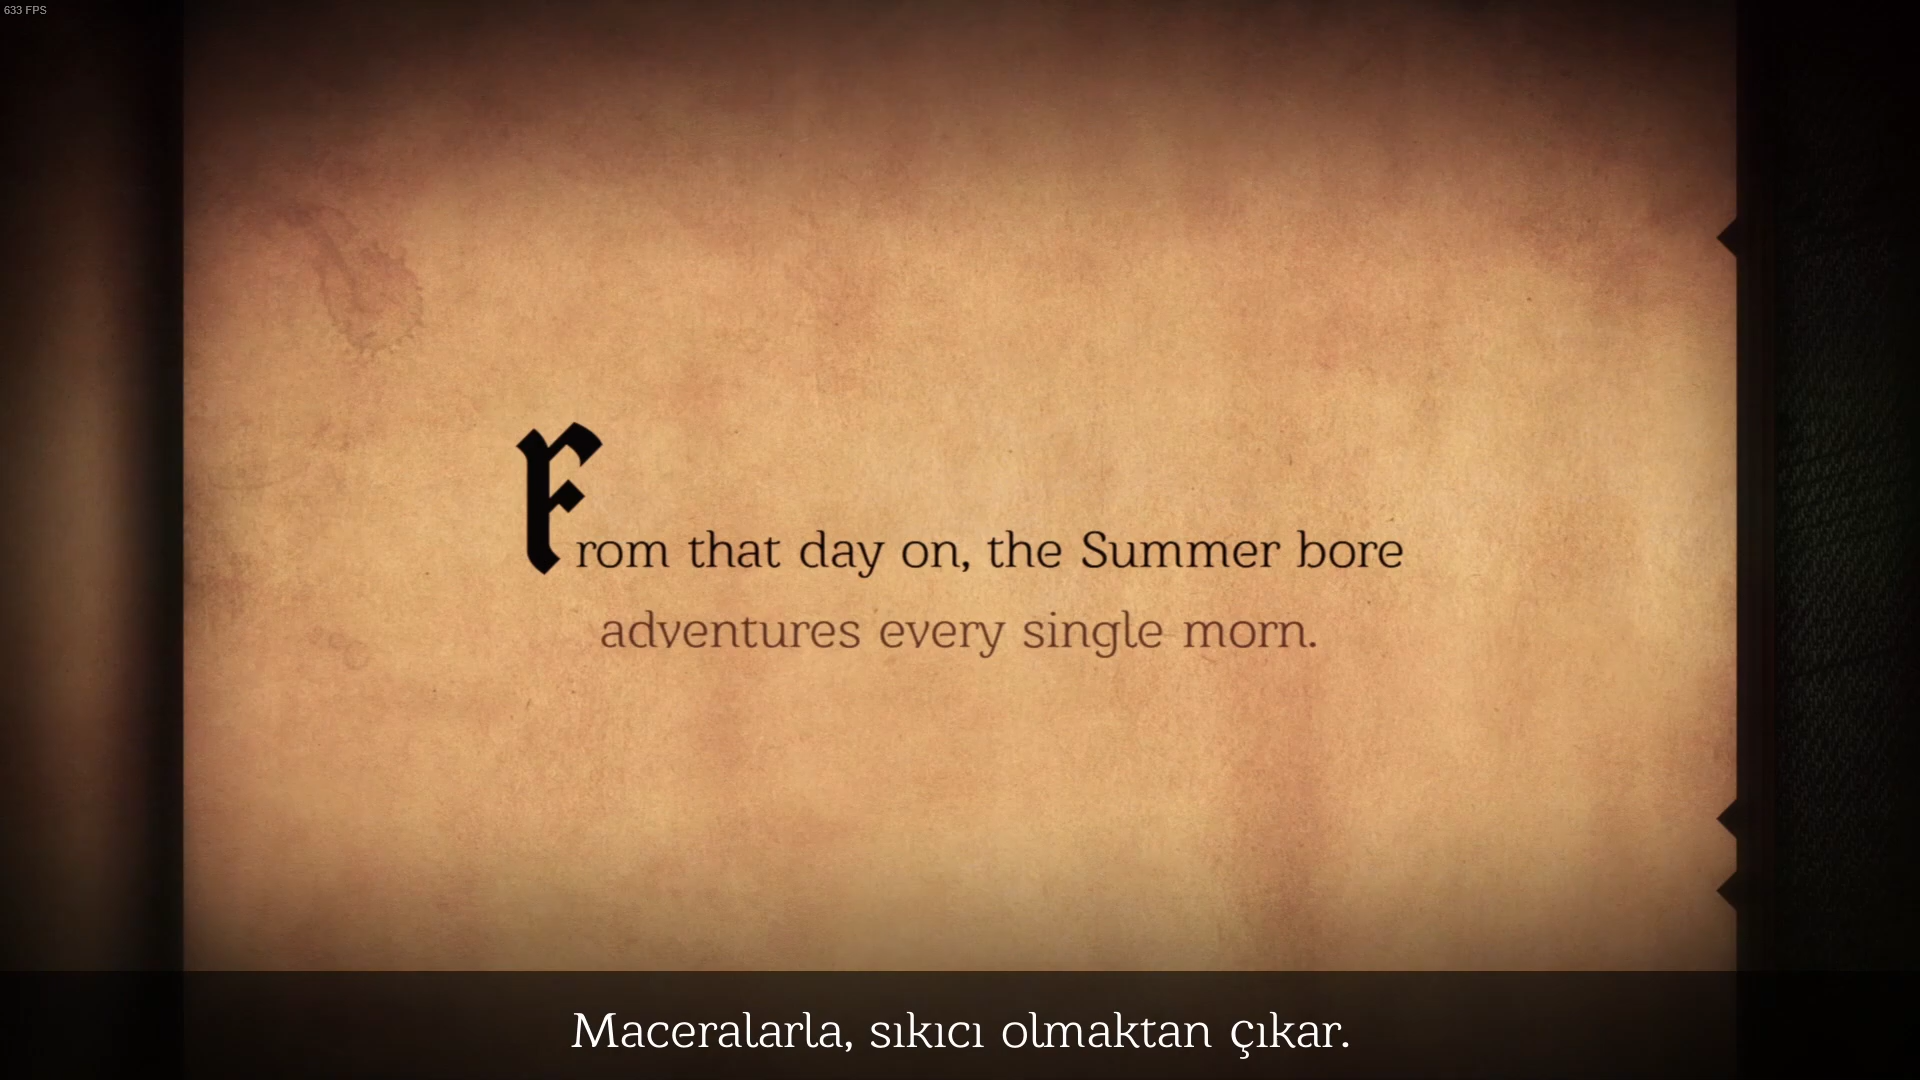 633 FPS
From that day on, the Summer bore
adventures every single morn.
Maceralarla, sıkıcı olmaktan çıkar.